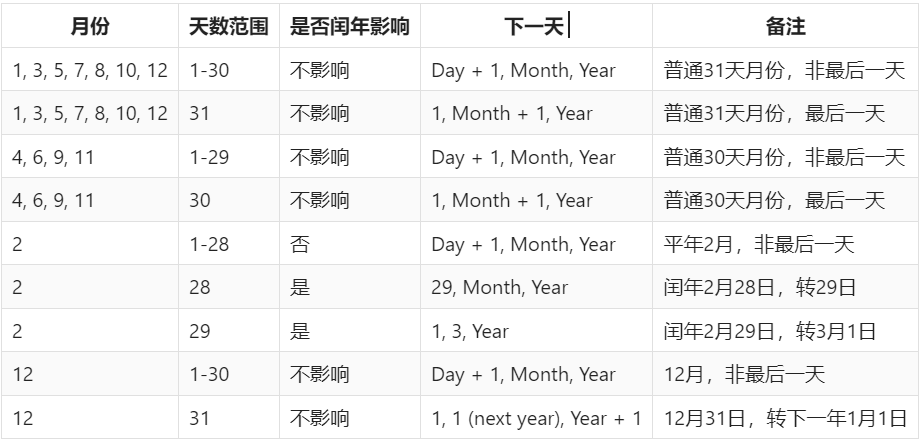 月份 天数范围 是否闰年影响 下一天 备注
1, 3, 5, 7, 8, 10, 12 1-30 不影响 Day + 1, Month, Year 普通31天月份，非最后一天
1, 3, 5, 7, 8, 10, 12 31 不影响 1, Month + 1, Year 普通31天月份，最后一天
4, 6, 9, 11 1-29 不影响 Day + 1, Month, Year 普通30天月份，非最后一天
4, 6, 9, 11 30 不影响 1, Month + 1, Year 普通30天月份，最后一天
2 1-28 否 Day + 1, Month, Year 平年2月，非最后一天
2 28 是 29, Month, Year 闰年2月28日，转29日
2 29 是 1, 3, Year 闰年2月29日，转3月1日
12 1-30 不影响 Day + 1, Month, Year 12月，非最后一天
12 31 不影响 1, 1 (next year), Year + 1 12月31日，转下一年1月1日